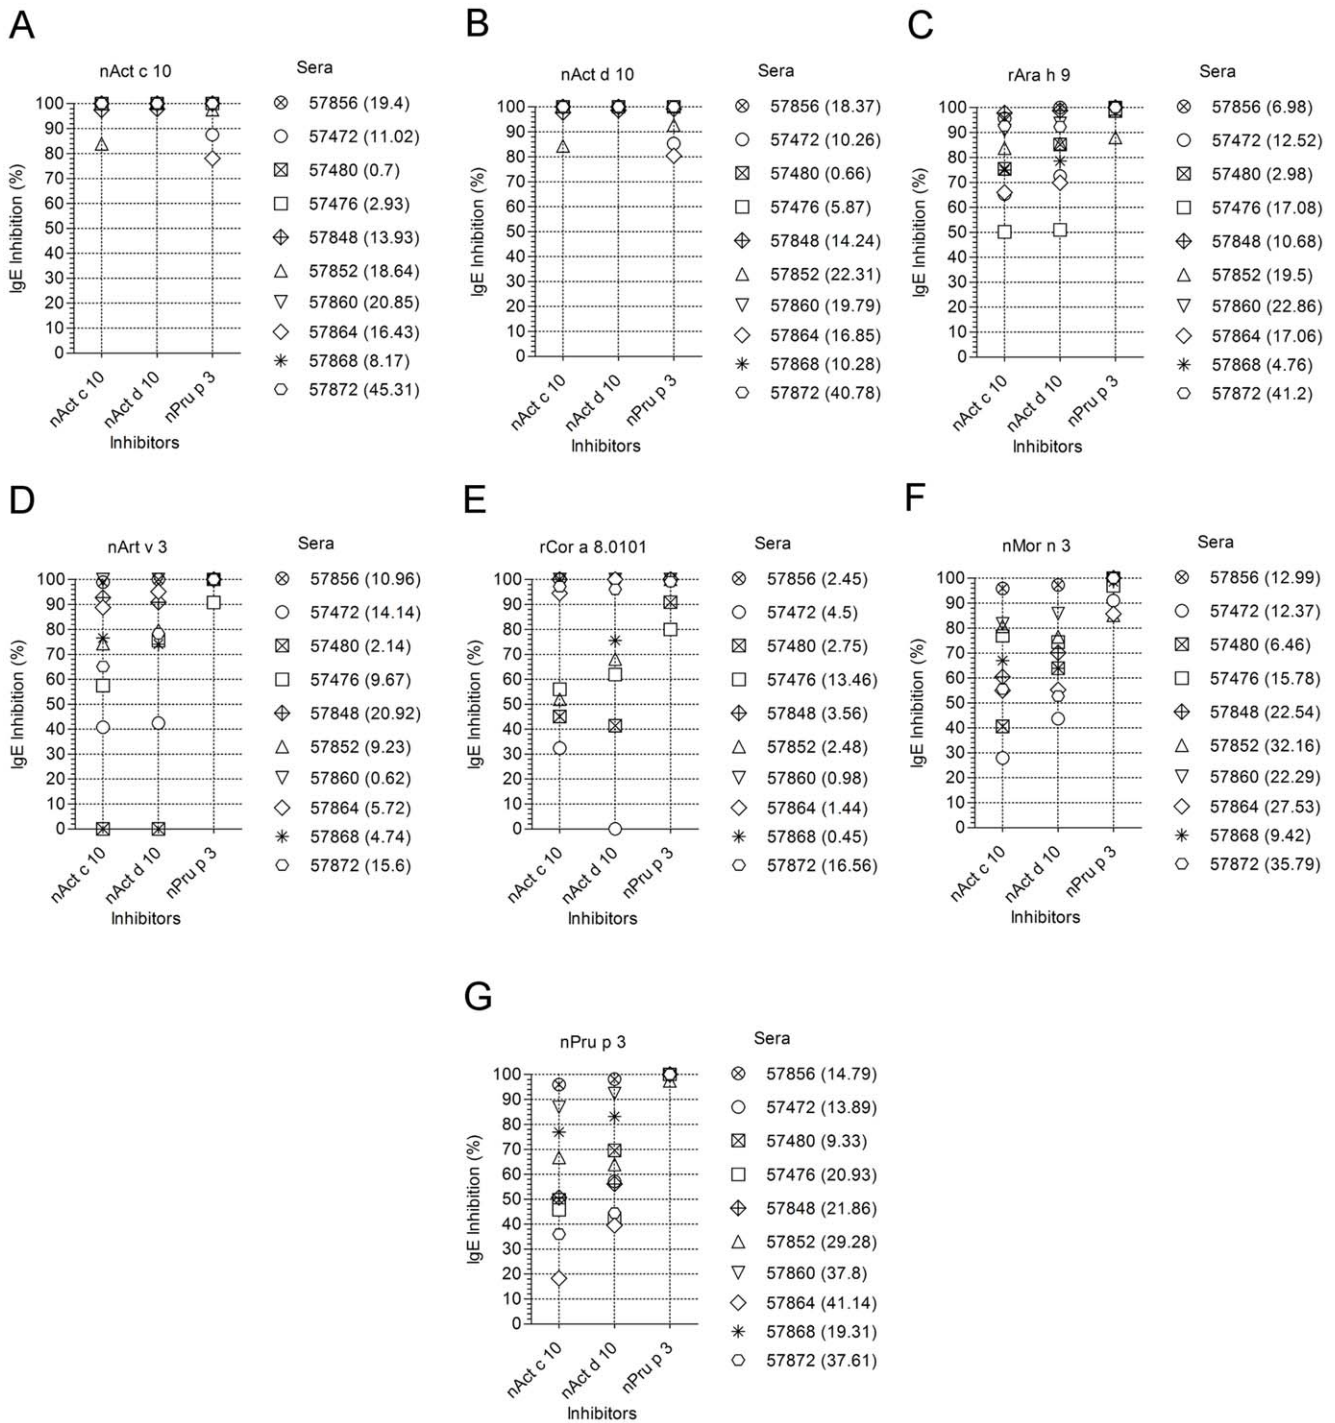 A
nAct c 10
Sera
IgE Inhibition (%)
100
90
80
70
60
50
40
30
20
10
0
nAct c 10
nAct d 10
nPru p 3
Inhibitors
57856 (19.4)
57472 (11.02)
57480 (0.7)
57476 (2.93)
57848 (13.93)
57852 (18.64)
57860 (20.85)
57864 (16.43)
57868 (8.17)
57872 (45.31)
B
nAct d 10
Sera
IgE Inhibition (%)
100
90
80
70
60
50
40
30
20
10
0
nAct c 10
nAct d 10
nPru p 3
Inhibitors
57856 (18.37)
57472 (10.26)
57480 (0.66)
57476 (5.87)
57848 (14.24)
57852 (22.31)
57860 (19.79)
57864 (16.85)
57868 (10.28)
57872 (40.78)
C
rAra h 9
Sera
IgE Inhibition (%)
100
90
80
70
60
50
40
30
20
10
0
nAct c 10
nAct d 10
nPru p 3
Inhibitors
57856 (6.98)
57472 (12.52)
57480 (2.98)
57476 (17.08)
57848 (10.68)
57852 (19.5)
57860 (22.86)
57864 (17.06)
57868 (4.76)
57872 (41.2)
D
nArt v 3
Sera
IgE Inhibition (%)
100
90
80
70
60
50
40
30
20
10
0
nAct c 10
nAct d 10
nPru p 3
Inhibitors
57856 (10.96)
57472 (14.14)
57480 (2.14)
57476 (9.67)
57848 (20.92)
57852 (9.23)
57860 (0.62)
57864 (5.72)
57868 (4.74)
57872 (15.6)
E
rCor a 8.0101
Sera
IgE Inhibition (%)
100
90
80
70
60
50
40
30
20
10
0
nAct c 10
nAct d 10
nPru p 3
Inhibitors
57856 (2.45)
57472 (4.5)
57480 (2.75)
57476 (13.46)
57848 (3.56)
57852 (2.48)
57860 (0.98)
57864 (1.44)
57868 (0.45)
57872 (16.56)
F
nMor n 3
Sera
IgE Inhibition (%)
100
90
80
70
60
50
40
30
20
10
0
nAct c 10
nAct d 10
nPru p 3
Inhibitors
57856 (12.99)
57472 (12.37)
57480 (6.46)
57476 (15.78)
57848 (22.54)
57852 (32.16)
57860 (22.29)
57864 (27.53)
57868 (9.42)
57872 (35.79)
G
nPru p 3
Sera
IgE Inhibition (%)
100
90
80
70
60
50
40
30
20
10
0
nAct c 10
nAct d 10
nPru p 3
Inhibitors
57856 (14.79)
57472 (13.89)
57480 (9.33)
57476 (20.93)
57848 (21.86)
57852 (29.28)
57860 (37.8)
57864 (41.14)
57868 (19.31)
57872 (37.61)